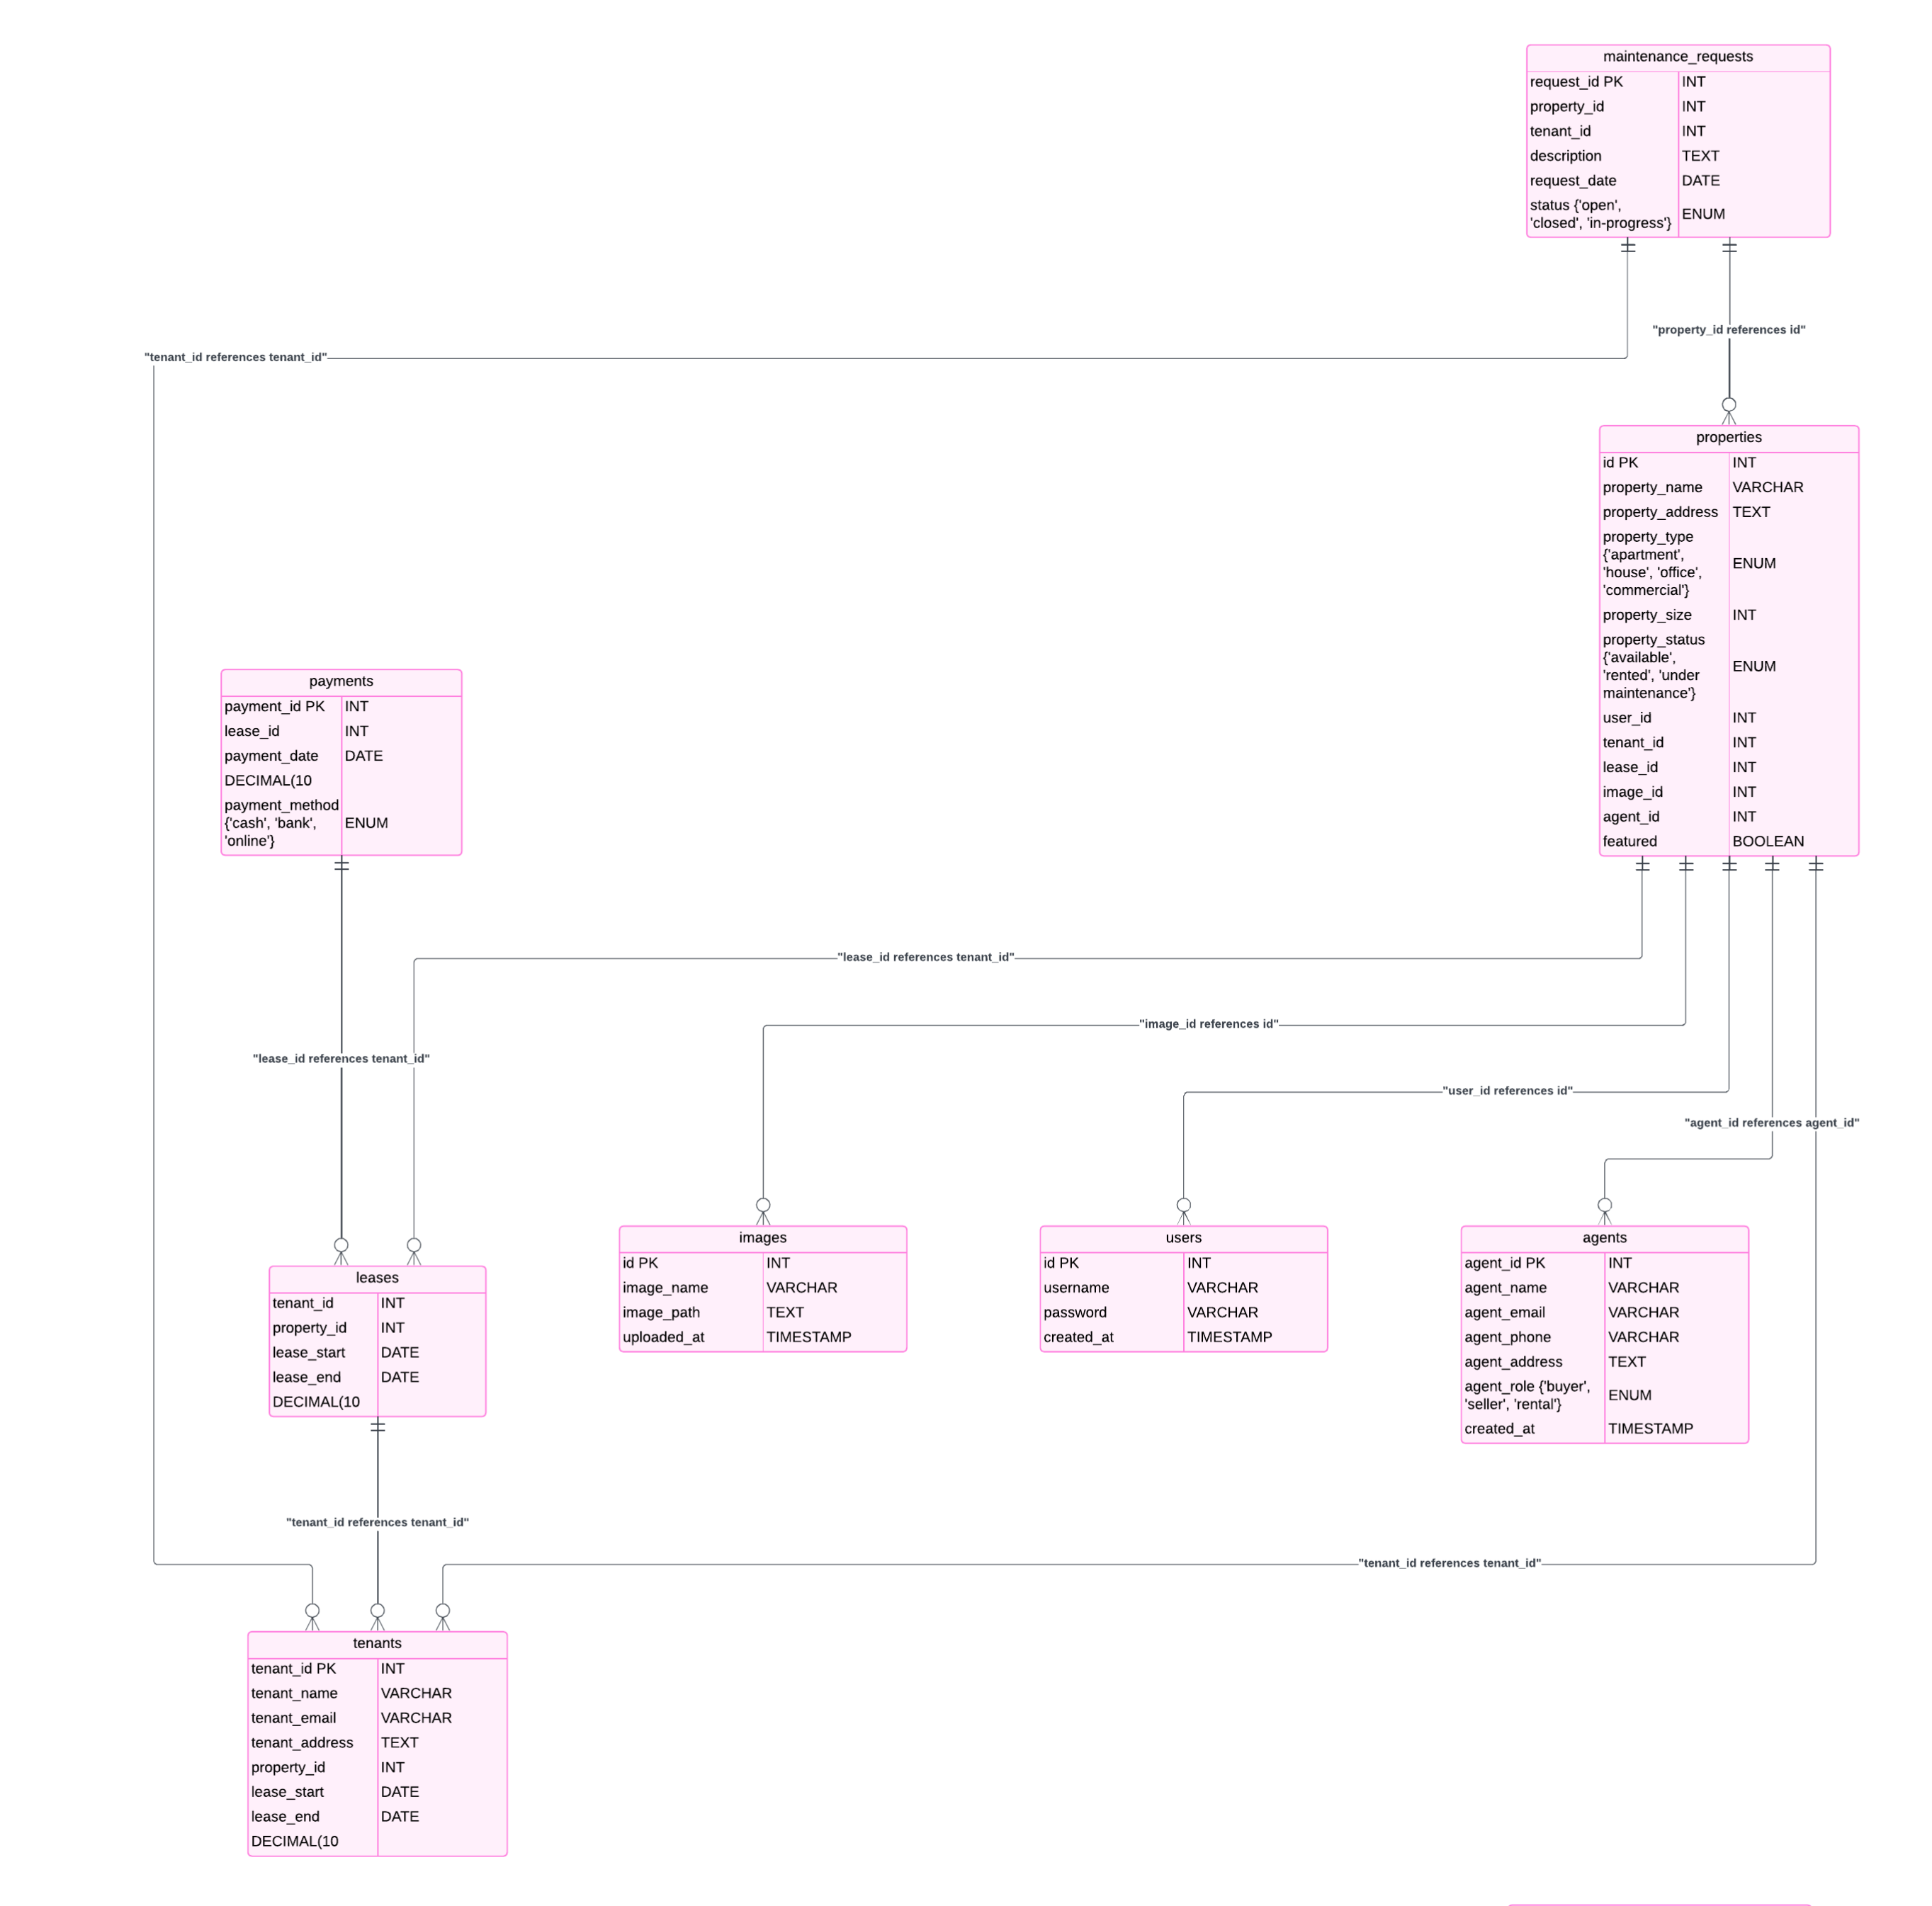 maintenance_requests
request_id PK INT
property_id INT
tenant_id INT
description TEXT
request_date DATE
status {'open',
'closed', 'in-progress'} ENUM
"property_id references id"
"tenant_id references tenant_id"
properties
id PK INT
property_name VARCHAR
property_address TEXT
property_type
{'apartment',
'house', 'office',
'commercial'} ENUM
property_size INT
property_status
{'available',
'rented', 'under
maintenance'} ENUM
user_id INT
tenant_id INT
lease_id INT
image_id INT
agent_id INT
featured BOOLEAN
payments
payment_id PK INT
lease_id INT
payment_date DATE
DECIMAL(10
payment_method
{'cash', 'bank',
'online'} ENUM
"lease_id references tenant_id"
"image_id references id"
"lease_id references tenant_id"
"user_id references id"
"agent_id references agent_id"
leases
tenant_id INT
property_id INT
lease_start DATE
lease_end DATE
DECIMAL(10
images
id PK INT
image_name VARCHAR
image_path TEXT
uploaded_at TIMESTAMP
users
id PK INT
username VARCHAR
password VARCHAR
created_at TIMESTAMP
agents
agent_id PK INT
agent_name VARCHAR
agent_email VARCHAR
agent_phone VARCHAR
agent_address TEXT
agent_role {'buyer',
'seller', 'rental'} ENUM
created_at TIMESTAMP
"tenant_id references tenant_id"
"tenant_id references tenant_id"
tenants
tenant_id PK INT
tenant_name VARCHAR
tenant_email VARCHAR
tenant_address TEXT
property_id INT
lease_start DATE
lease_end DATE
DECIMAL(10